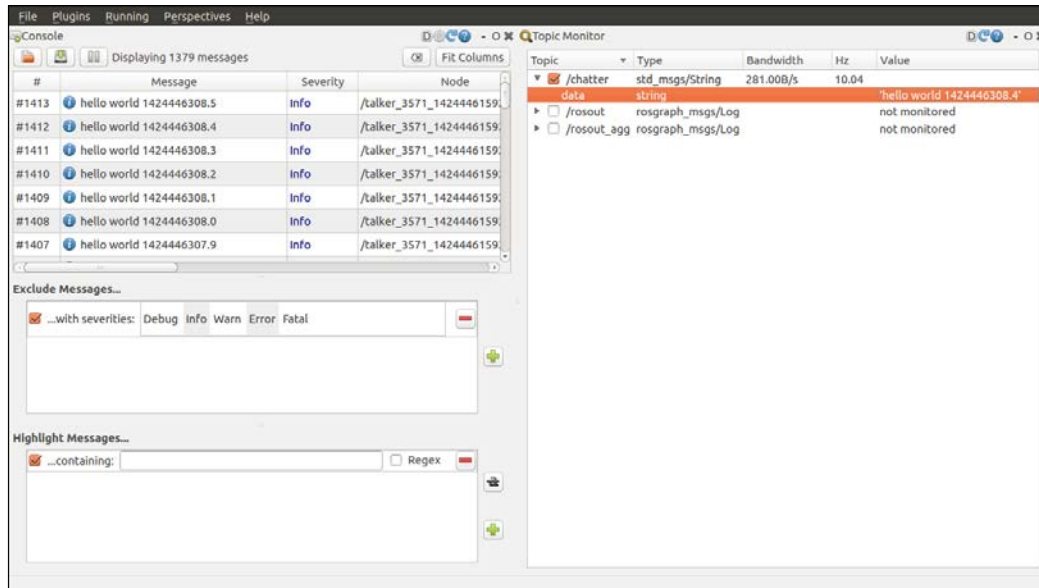 File Plugins Running Perspectives Help
Console D O
Displaying 1379 messages Fit Columns
# Message Severity Node
#1413 hello world 1424446308.5 Info /talker_3571_1424446159
#1412 hello world 1424446308.4 Info /talker_3571_1424446159
#1411 hello world 1424446308.3 Info /talker_3571_1424446159
#1410 hello world 1424446308.2 Info /talker_3571_1424446159
#1409 hello world 1424446308.1 Info /talker_3571_1424446159
#1408 hello world 1424446308.0 Info /talker_3571_1424446159
#1407 hello world 1424446307.9 Info /talker_3571_1424446159
Exclude Messages...
...with severities: Debug Info Warn Error Fatal
Highlight Messages...
...containing: Regex
Topic Monitor D O
Topic Type Bandwidth Hz Value
/chatter std_msgs/String 281.00B/s 10.04
data string 'hello world 1424446308.4'
/rosout rosgraph_msgs/Log not monitored
/rosout_agg rosgraph_msgs/Log not monitored